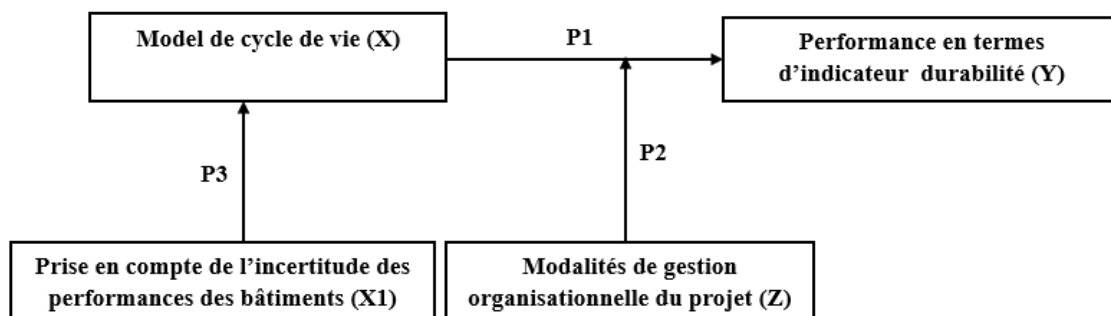 Model de cycle de vie (X)
P1
Performance en termes
d'indicateur durabilité (Y)
P3
P2
Prise en compte de l'incertitude des
performances des bâtiments (X1)
Modalités de gestion
organisationnelle du projet (Z)